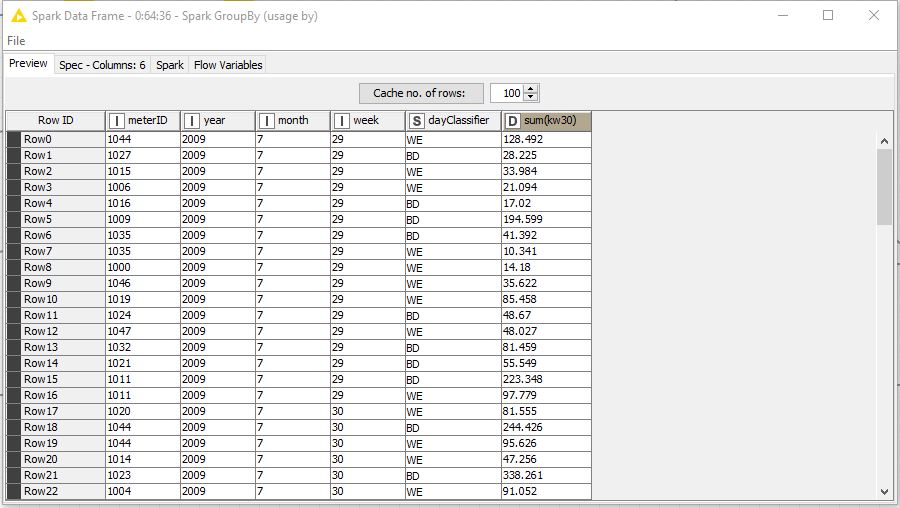 Spark Data Frame - 0:64:36 - Spark GroupBy (usage by)
File
Preview Spec - Columns: 6 Spark Flow Variables
Cache no. of rows: 100
Row ID I meterID I year I month I week S dayClassifier D sum(kw30)
Row0 1044 2009 7 29 WE 128.492
Row1 1027 2009 7 29 BD 28.225
Row2 1015 2009 7 29 WE 33.984
Row3 1006 2009 7 29 WE 21.094
Row4 1016 2009 7 29 BD 17.02
Row5 1009 2009 7 29 BD 194.599
Row6 1035 2009 7 29 BD 41.392
Row7 1035 2009 7 29 WE 10.341
Row8 1000 2009 7 29 WE 14.18
Row9 1046 2009 7 29 WE 35.622
Row10 1019 2009 7 29 WE 85.458
Row11 1024 2009 7 29 BD 48.67
Row12 1047 2009 7 29 WE 48.027
Row13 1032 2009 7 29 BD 81.459
Row14 1021 2009 7 29 BD 55.549
Row15 1011 2009 7 29 BD 223.348
Row16 1011 2009 7 29 WE 97.779
Row17 1020 2009 7 30 WE 81.555
Row18 1044 2009 7 30 BD 244.426
Row19 1044 2009 7 30 WE 95.626
Row20 1014 2009 7 30 WE 47.256
Row21 1023 2009 7 30 BD 338.261
Row22 1004 2009 7 30 WE 91.052